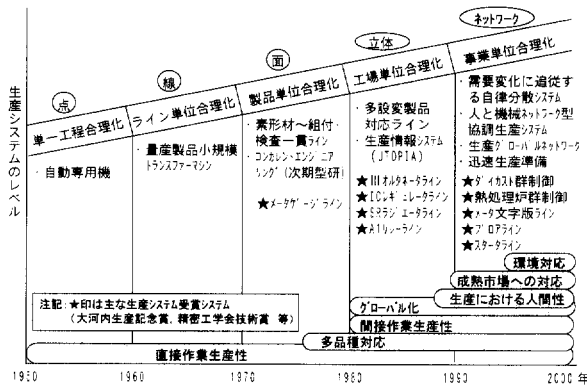 点
線
面
立体
ネットワーク
生産システムのレベル
単一工程合理化
ライン単位合理化
製品単位合理化
工場単位合理化
事業単位合理化
・自動専用機
・量産製品小規模
トランスファーマシン
・素形材～組付・
検査一貫ライン
・コンカレン・エンジニア
リング(次期型研)
★メータゲージライン
・多設変製品
対応ライン
・生産情報システム
(JTOPIA)
★IIIオルタネータライン
★ICレギュレータライン
★SRラジエータライン
★A1リレーライン
・需要変化に追従する
自律分散システム
・人と機械ネットワーク型
協調生産システム
・生産グローバルネットワーク
・迅速生産準備
★ダイカスト群制御
★熱処理炉群制御
★メータ文字版ライン
★ブロアライン
★スタータライン
注記:★印は主な生産システム受賞システム
(大河内生産記念賞、精密工学会技術賞 等)
環境対応
成熟市場への対応
生産における人間性
グローバル化
間接作業生産性
多品種対応
直接作業生産性
1950 1960 1970 1980 1990 2000 年